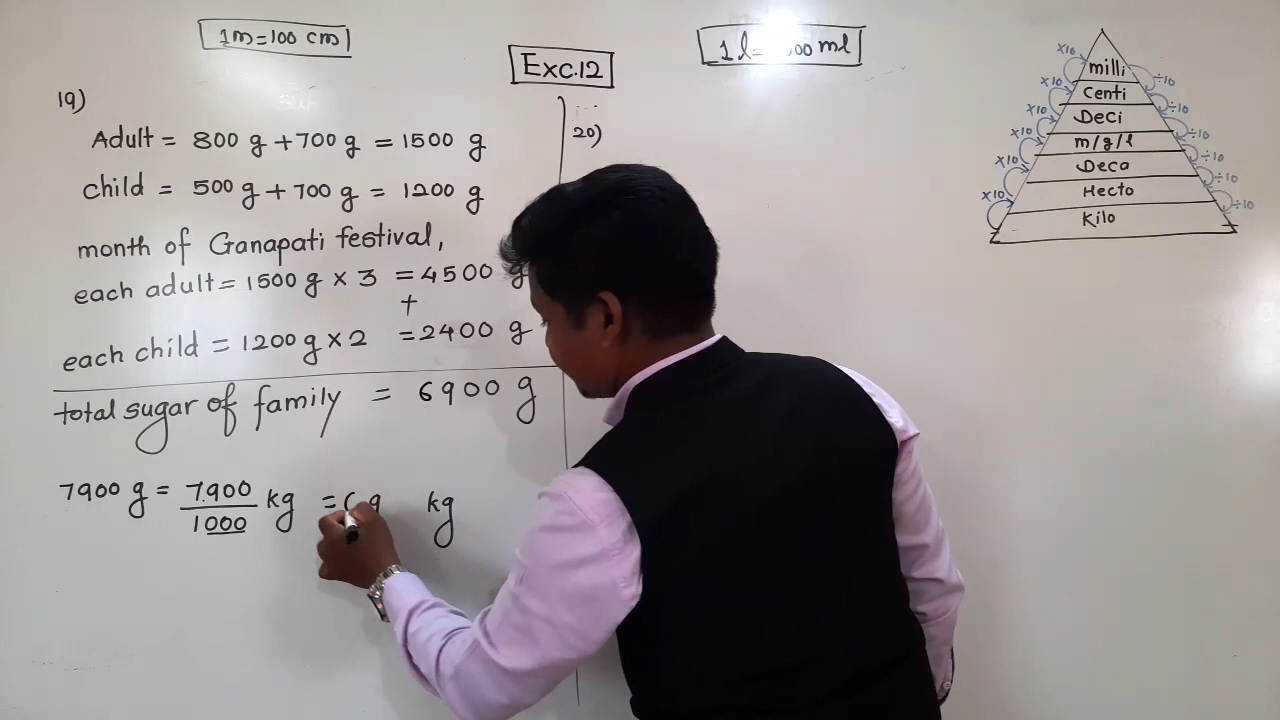 1m=100 cm
Exc.12
1 l= 00 ml
19)
Adult = 800 g +700 g = 1500 g
child = 500 g + 700 g = 1200 g
month of Ganapati festival,
each adult = 1500 g × 3 = 4500 g
+
each child = 1200 g × 2 = 2400 g
total sugar of family = 6900 g
7900 g = 7.900 kg = kg
1000
20)
milli
Centi
Deci
m/g/l
Deca
Hecto
Kilo
×10
×10
×10
×10
×10
×10
÷10
÷10
÷10
÷10
÷10
÷10